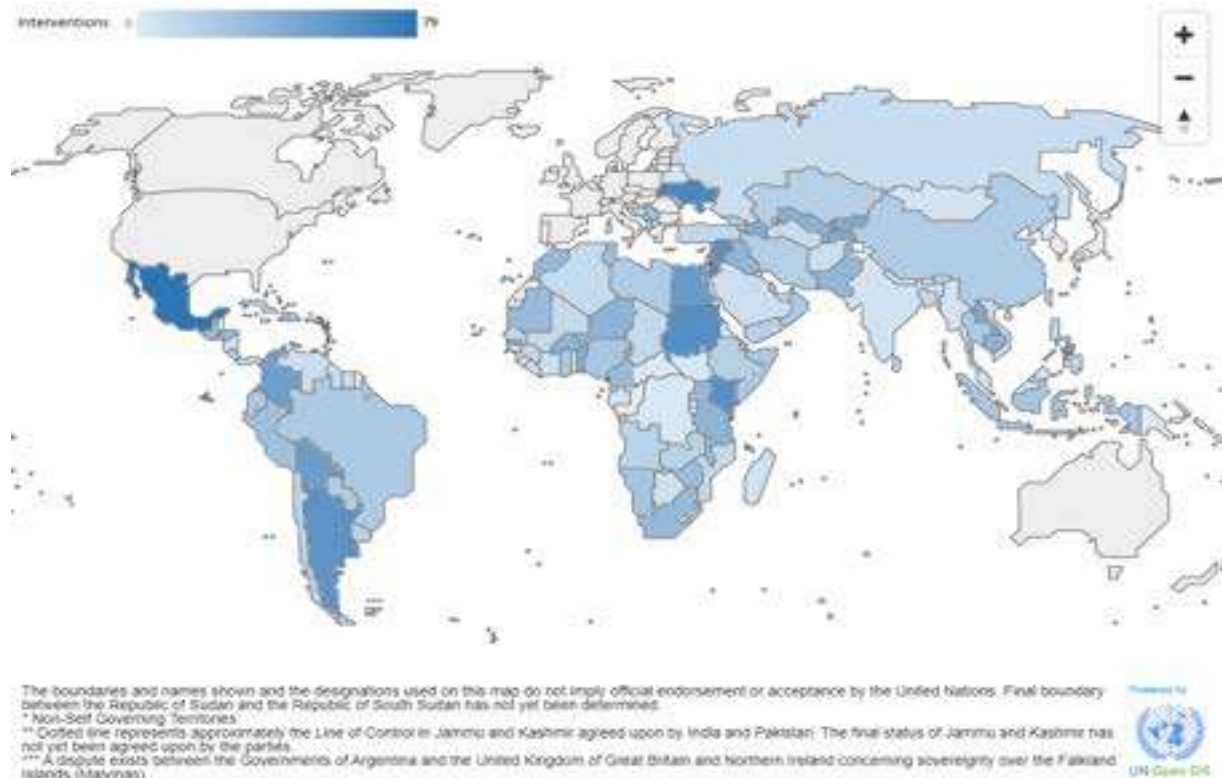 Interventions 0 79
+
−
The boundaries and names shown and the designations used on this map do not imply official endorsement or acceptance by the United Nations. Final boundary
between the Republic of Sudan and the Republic of South Sudan has not yet been determined.
* Non-Self Governing Territories
** Dotted line represents approximately the Line of Control in Jammu and Kashmir agreed upon by India and Pakistan. The final status of Jammu and Kashmir has
not yet been agreed upon by the parties.
*** A dispute exists between the Governments of Argentina and the United Kingdom of Great Britain and Northern Ireland concerning sovereignty over the Falkland
Islands (Malvinas)
Powered by
UN Open GIS